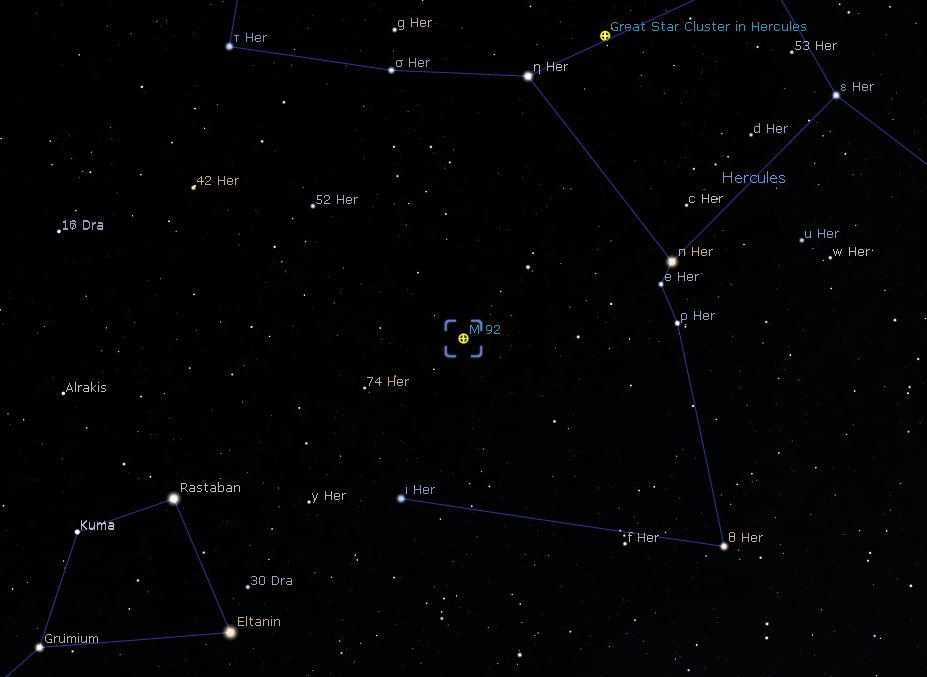 g Her
Great Star Cluster in Hercules
τ Her
53 Her
σ Her
η Her
ε Her
d Her
Hercules
42 Her
52 Her
c Her
16 Dra
u Her
π Her
w Her
e Her
ρ Her
M 92
74 Her
Alrakis
Rastaban
ι Her
y Her
Kuma
f Her
θ Her
30 Dra
Eltanin
Grumium